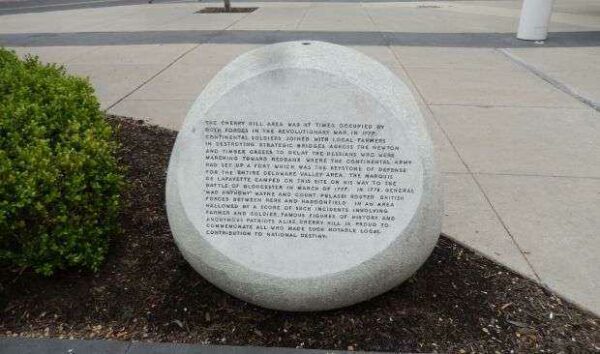 THE CHERRY HILL AREA WAS AT TIMES OCCUPIED BY
BOTH FORCES IN THE REVOLUTIONARY WAR. IN 1777,
CONTINENTAL SOLDIERS JOINED WITH LOCAL FARMERS
IN DESTROYING STRATEGIC BRIDGES ACROSS THE NEWTON
AND TIMBER CREEKS TO DELAY THE HESSIANS WHO WERE
MARCHING TOWARD REDBANK WHERE THE CONTINENTAL ARMY
HAD SET UP A FORT WHICH WAS THE KEYSTONE OF DEFENSE
FOR THE ENTIRE DELAWARE VALLEY AREA. THE MARQUIS
DE LAFAYETTE CAMPED ON THIS SITE ON HIS WAY TO THE
BATTLE OF GLOUCESTER IN MARCH OF 1777. IN 1778, GENERAL
MAD ANTHONY WAYNE AND COUNT PULASKI ROUTED BRITISH
FORCES BETWEEN HERE AND HADDONFIELD. IN AN AREA
HALLOWED BY A SCORE OF SUCH INCIDENTS INVOLVING
FARMER AND SOLDIER, FAMOUS FIGURES OF HISTORY AND
ANONYMOUS PATRIOTS ALIKE, CHERRY HILL IS PROUD TO
COMMEMORATE ALL WHO MADE SUCH NOTABLE LOCAL
CONTRIBUTION TO NATIONAL DESTINY.